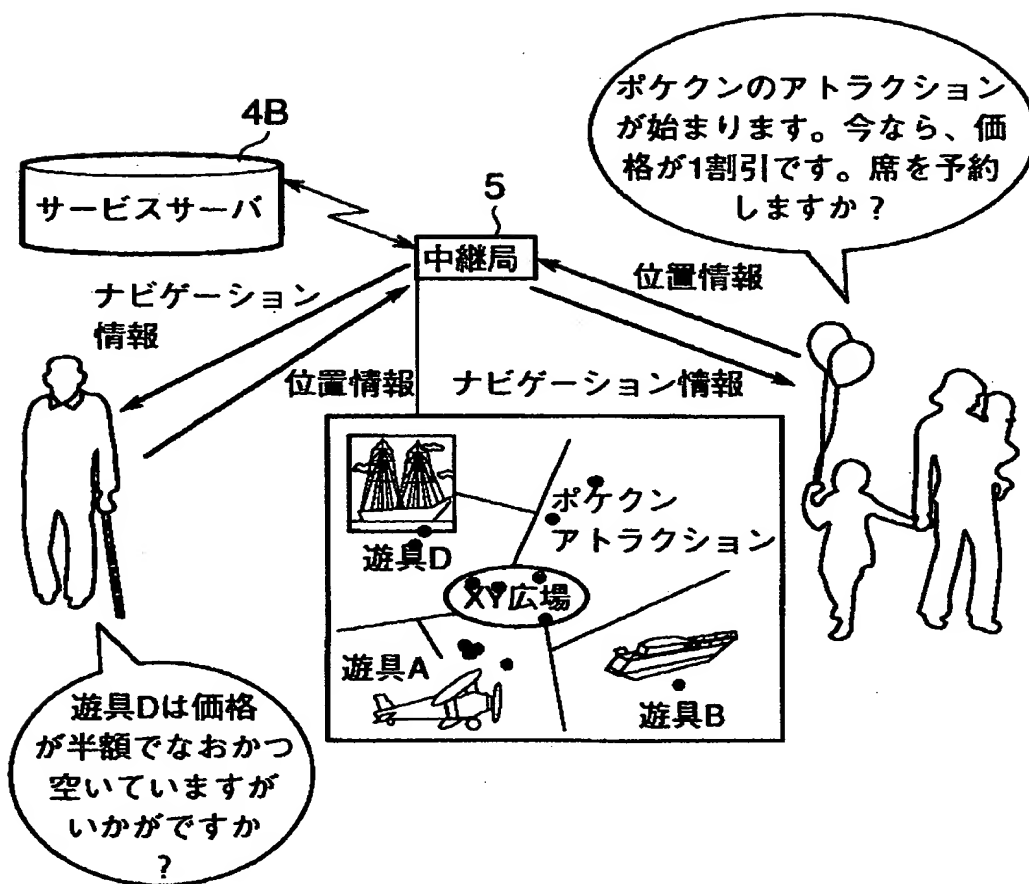 4B
サービスサーバ
5
中継局
ポケクンのアトラクション
が始まります。今なら、価
格が1割引です。席を予約
しますか？
ナビゲーション
情報
位置情報
位置情報
ナビゲーション情報
遊具D
ポケクン
アトラクション
XY広場
遊具A
遊具B
遊具Dは価格
が半額でなおかつ
空いていますが
いかがですか
？